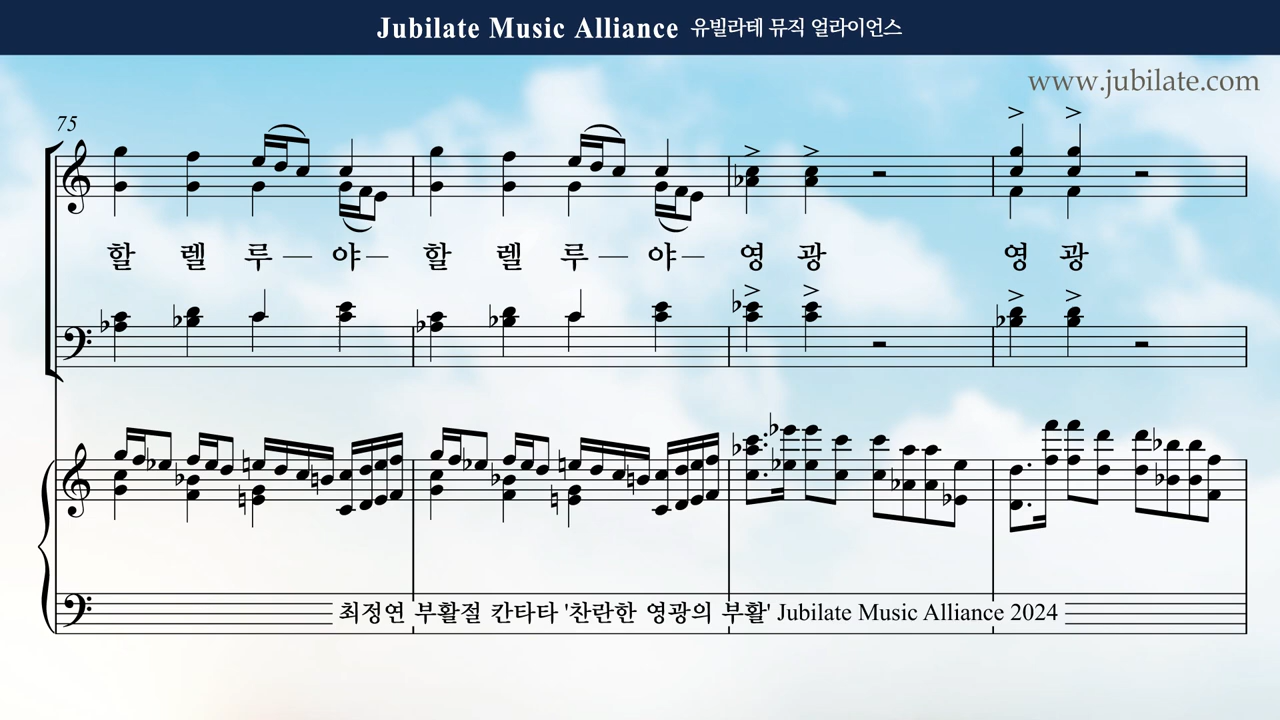 Jubilate Music Alliance 유빌라테 뮤직 얼라이언스
www.jubilate.com
75
할 렐 루 — 야 — 할 렐 루 — 야 — 영 광 영 광
최정연 부활절 칸타타 '찬란한 영광의 부활' Jubilate Music Alliance 2024